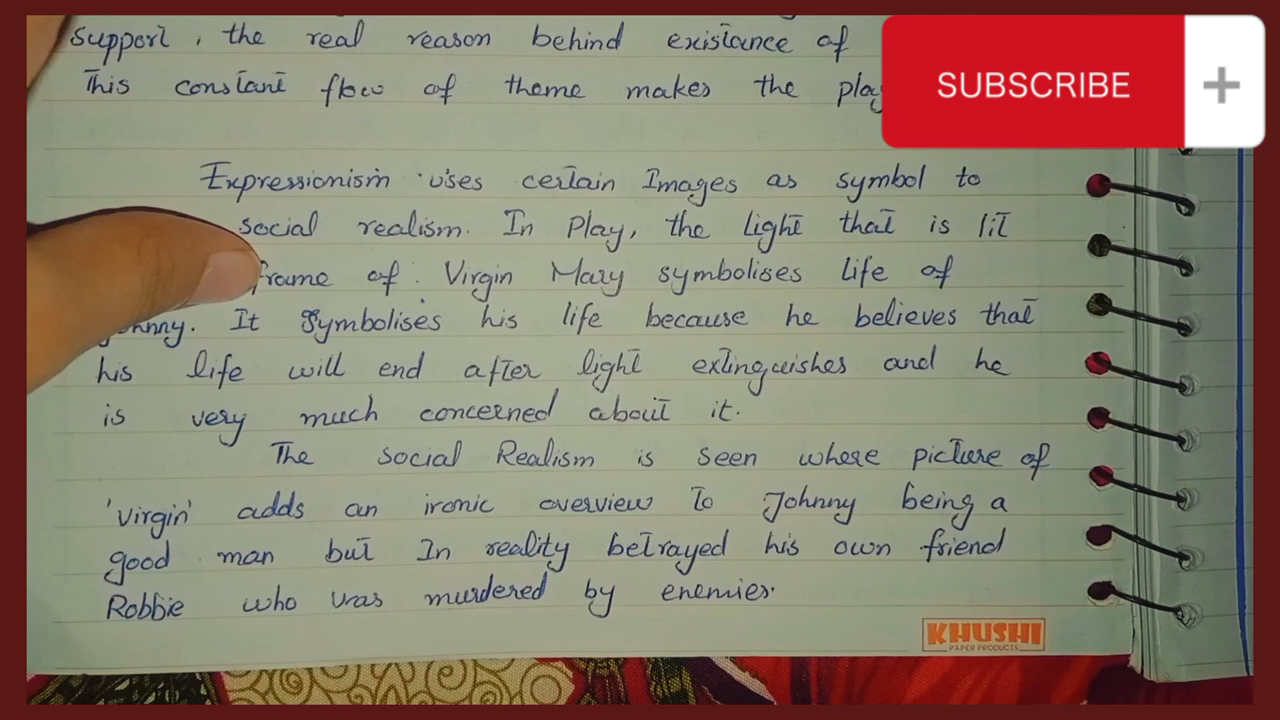 support, the real reason behind existance of
SUBSCRIBE
This constant flow of theme makes the play
Expressionism uses certain Images as symbol to
social realism. In Play, the light that is lit
frame of Virgin Mary symbolises life of
Johnny. It Symbolises his life because he believes that
his life will end after light extinguishes and he
is very much concerned about it.
The social Realism is seen where picture of
'virgin' adds an ironic overview to Johnny being a
good man but In reality betrayed his own friend
Robbie who was murdered by enemies.
KHUSHI
PAPER PRODUCTS